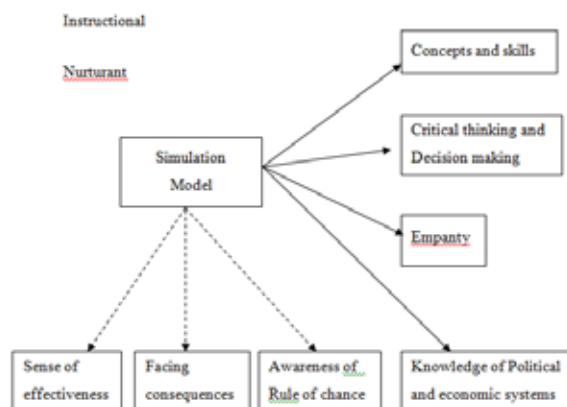 Instructional
Nurturant
Concepts and skills
Critical thinking and
Decision making
Simulation
Model
Empanty
Sense of
effectiveness
Facing
consequences
Awareness of
Rule of chance
Knowledge of Political
and economic systems